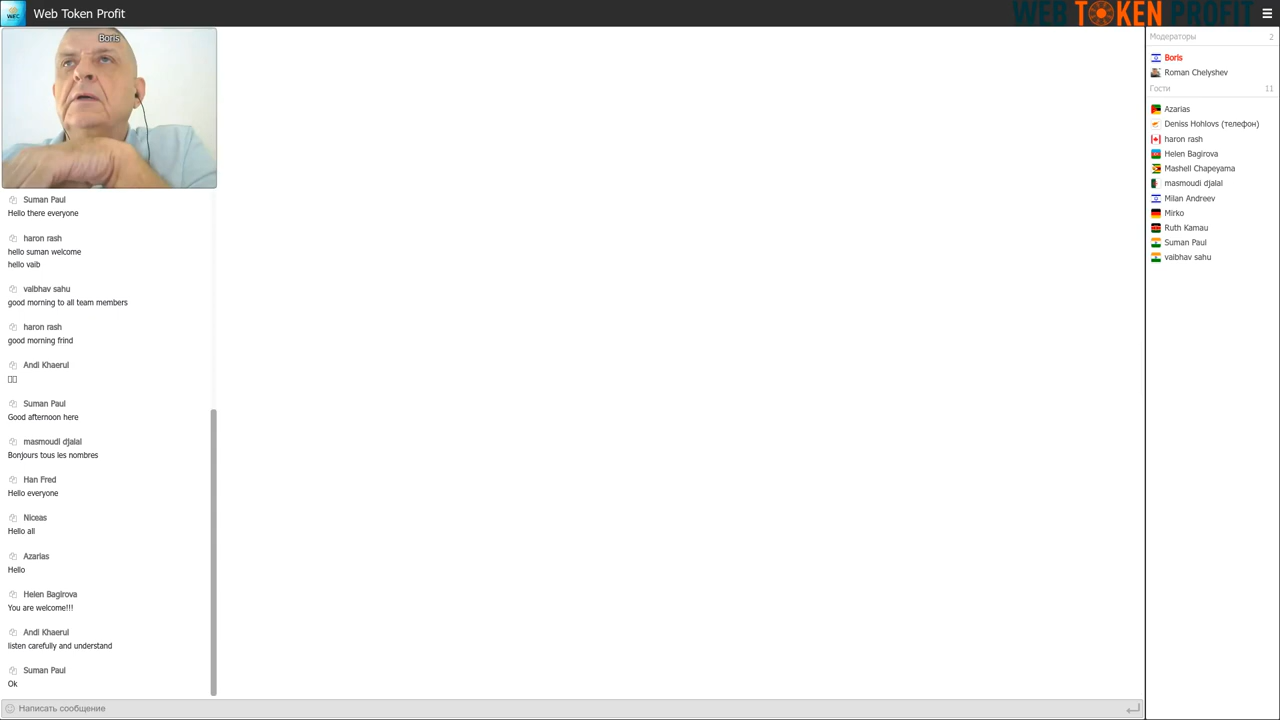 WEC
Web Token Profit
WEB TOKEN PROFIT
Boris
Suman Paul
Hello there everyone
haron rash
hello suman welcome
hello vaib
vaibhav sahu
good morning to all team members
haron rash
good morning frind
Andi Khaerul
Suman Paul
Good afternoon here
masmoudi djalal
Bonjours tous les nombres
Han Fred
Hello everyone
Niceas
Hello all
Azarias
Hello
Helen Bagirova
You are welcome!!!
Andi Khaerul
listen carefully and understand
Suman Paul
Ok
Написать сообщение
Модераторы 2
Boris
Roman Chelyshev
Гости 11
Azarias
Deniss Hohlovs (телефон)
haron rash
Helen Bagirova
Mashell Chapeyama
masmoudi djalal
Milan Andreev
Mirko
Ruth Kamau
Suman Paul
vaibhav sahu